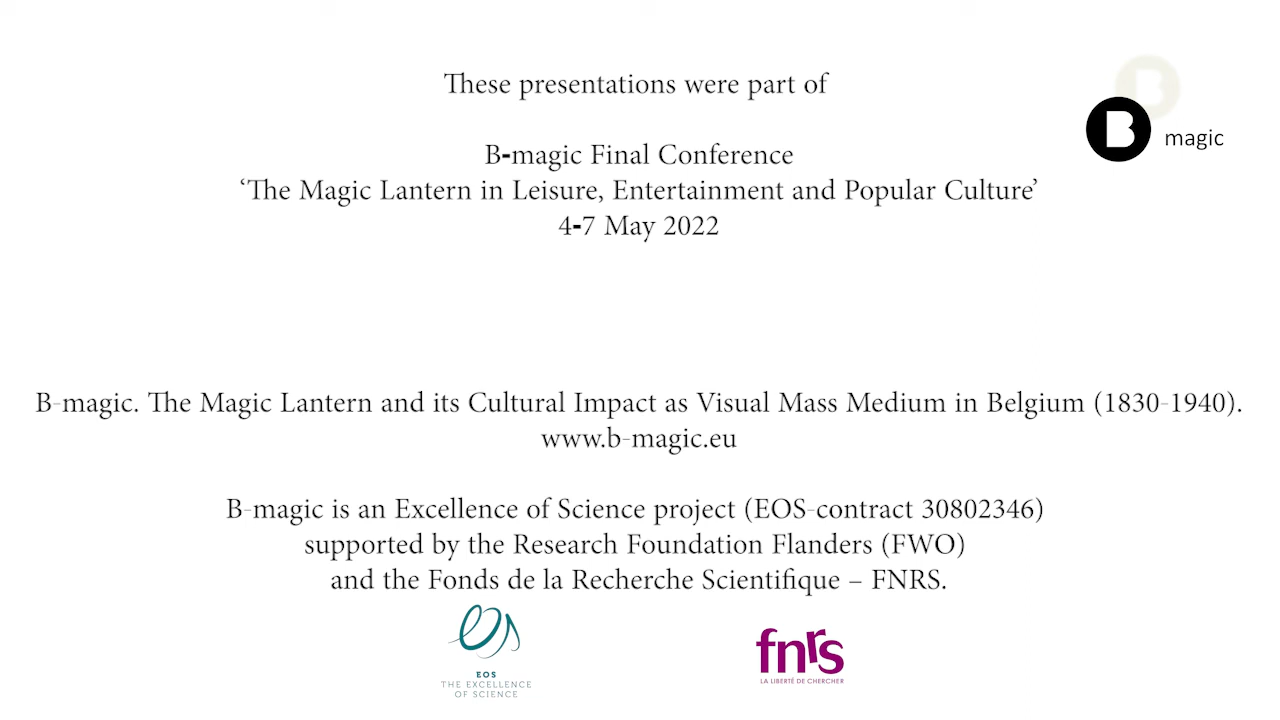 These presentations were part of
B-magic Final Conference
‘The Magic Lantern in Leisure, Entertainment and Popular Culture’
4-7 May 2022
B
B
magic
B-magic. The Magic Lantern and its Cultural Impact as Visual Mass Medium in Belgium (1830-1940).
www.b-magic.eu
B-magic is an Excellence of Science project (EOS-contract 30802346)
supported by the Research Foundation Flanders (FWO)
and the Fonds de la Recherche Scientifique – FNRS.
eos
EOS
THE EXCELLENCE
OF SCIENCE
fnrs
LA LIBERTÉ DE CHERCHER